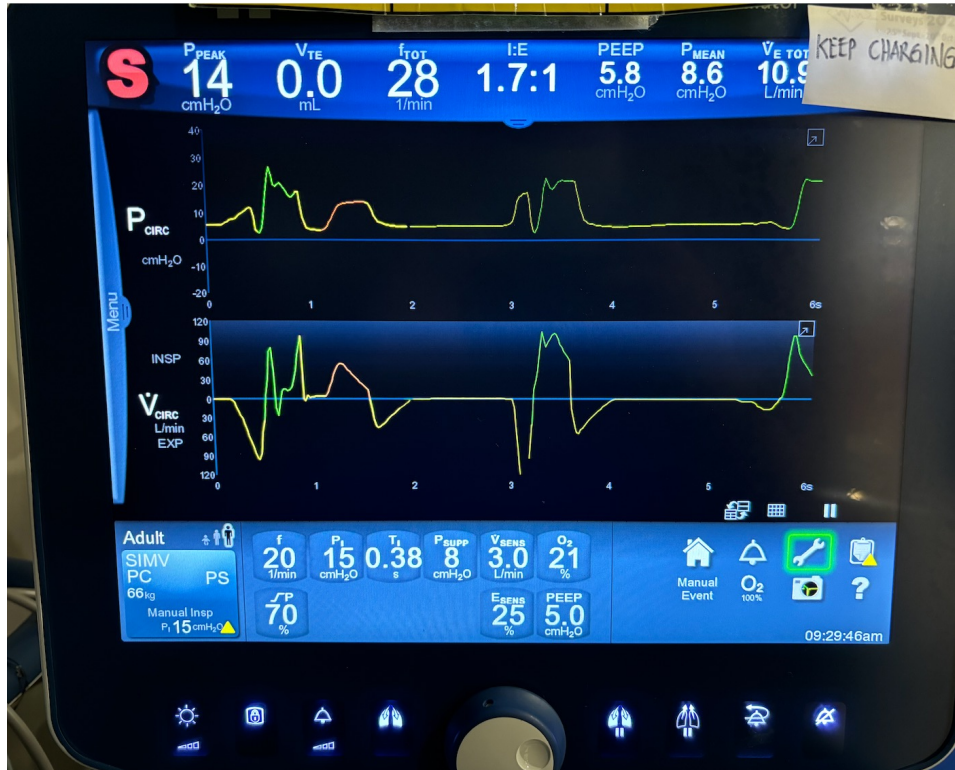 Surveys 202
KEEP CHARGING
S
PPEAK
14
cmH2O
VTE
0.0
mL
fTOT
28
1/min
I:E
1.7:1
PEEP
5.8
cmH2O
PMEAN
8.6
cmH2O
V̇E TOT
10.9
L/min
Menu
PCIRC
cmH2O
40
30
20
10
0
-10
-20
0 1 2 3 4 5 6s
INSP
V̇CIRC
L/min
EXP
120
90
60
30
0
30
60
90
120
0 1 2 3 4 5 6s
Adult
SIMV
PC PS
66kg
Manual Insp
PI 15 cmH2O
f
20
1/min
PI
15
cmH2O
TI
0.38
s
PSUPP
8
cmH2O
V̇SENS
3.0
L/min
O2
21
%
P
70
%
ESENS
25
%
PEEP
5.0
cmH2O
Manual
Event
O2
100%
?
09:29:46am